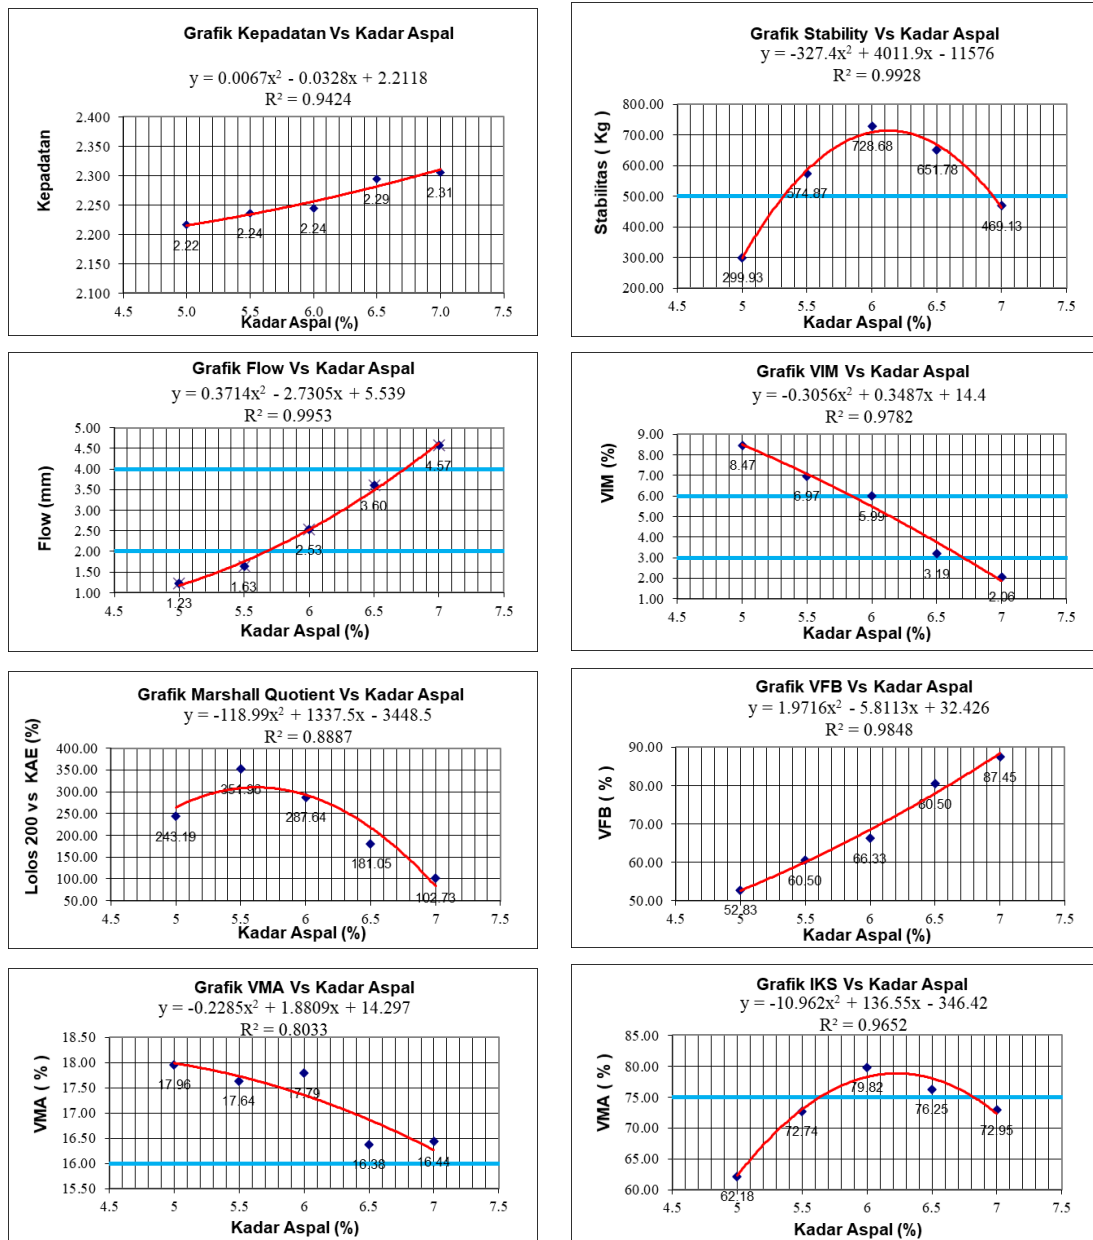 Grafik Kepadatan Vs Kadar Aspal
y = 0.0067x² - 0.0328x + 2.2118
R² = 0.9424
Kepadatan
2.400
2.350
2.300
2.250
2.200
2.150
2.100
2.22
2.24
2.24
2.29
2.31
4.5 5.0 5.5 6.0 6.5 7.0 7.5
Kadar Aspal (%)
Grafik Stability Vs Kadar Aspal
y = -327.4x² + 4011.9x - 11576
R² = 0.9928
Stabilitas ( Kg )
800.00
700.00
600.00
500.00
400.00
300.00
200.00
299.93
574.87
728.68
651.78
469.13
4.5 5 5.5 6 6.5 7 7.5
Kadar Aspal (%)
Grafik Flow Vs Kadar Aspal
y = 0.3714x² - 2.7305x + 5.539
R² = 0.9953
Flow (mm)
5.00
4.50
4.00
3.50
3.00
2.50
2.00
1.50
1.00
1.23
1.63
2.53
3.60
4.57
4.5 5 5.5 6 6.5 7 7.5
Kadar Aspal (%)
Grafik VIM Vs Kadar Aspal
y = -0.3056x² + 0.3487x + 14.4
R² = 0.9782
VIM (%)
9.00
8.00
7.00
6.00
5.00
4.00
3.00
2.00
1.00
8.47
6.97
5.99
3.19
2.06
4.5 5 5.5 6 6.5 7 7.5
Kadar Aspal (%)
Grafik Marshall Quotient Vs Kadar Aspal
y = -118.99x² + 1337.5x - 3448.5
R² = 0.8887
Lolos 200 vs KAE (%)
400.00
350.00
300.00
250.00
200.00
150.00
100.00
50.00
243.19
351.96
287.64
181.05
102.73
4.5 5 5.5 6 6.5 7 7.5
Kadar Aspal (%)
Grafik VFB Vs Kadar Aspal
y = 1.9716x² - 5.8113x + 32.426
R² = 0.9848
VFB ( % )
90.00
80.00
70.00
60.00
50.00
52.83
60.50
66.33
80.50
87.45
4.5 5 5.5 6 6.5 7 7.5
Kadar Aspal (%)
Grafik VMA Vs Kadar Aspal
y = -0.2285x² + 1.8809x + 14.297
R² = 0.8033
VMA ( % )
18.50
18.00
17.50
17.00
16.50
16.00
15.50
17.96
17.64
17.79
16.38
16.44
4.5 5 5.5 6 6.5 7 7.5
Kadar Aspal (%)
Grafik IKS Vs Kadar Aspal
y = -10.962x² + 136.55x - 346.42
R² = 0.9652
VMA ( % )
85.00
80.00
75.00
70.00
65.00
60.00
62.18
72.74
79.82
76.25
72.95
4.5 5 5.5 6 6.5 7 7.5
Kadar Aspal (%)